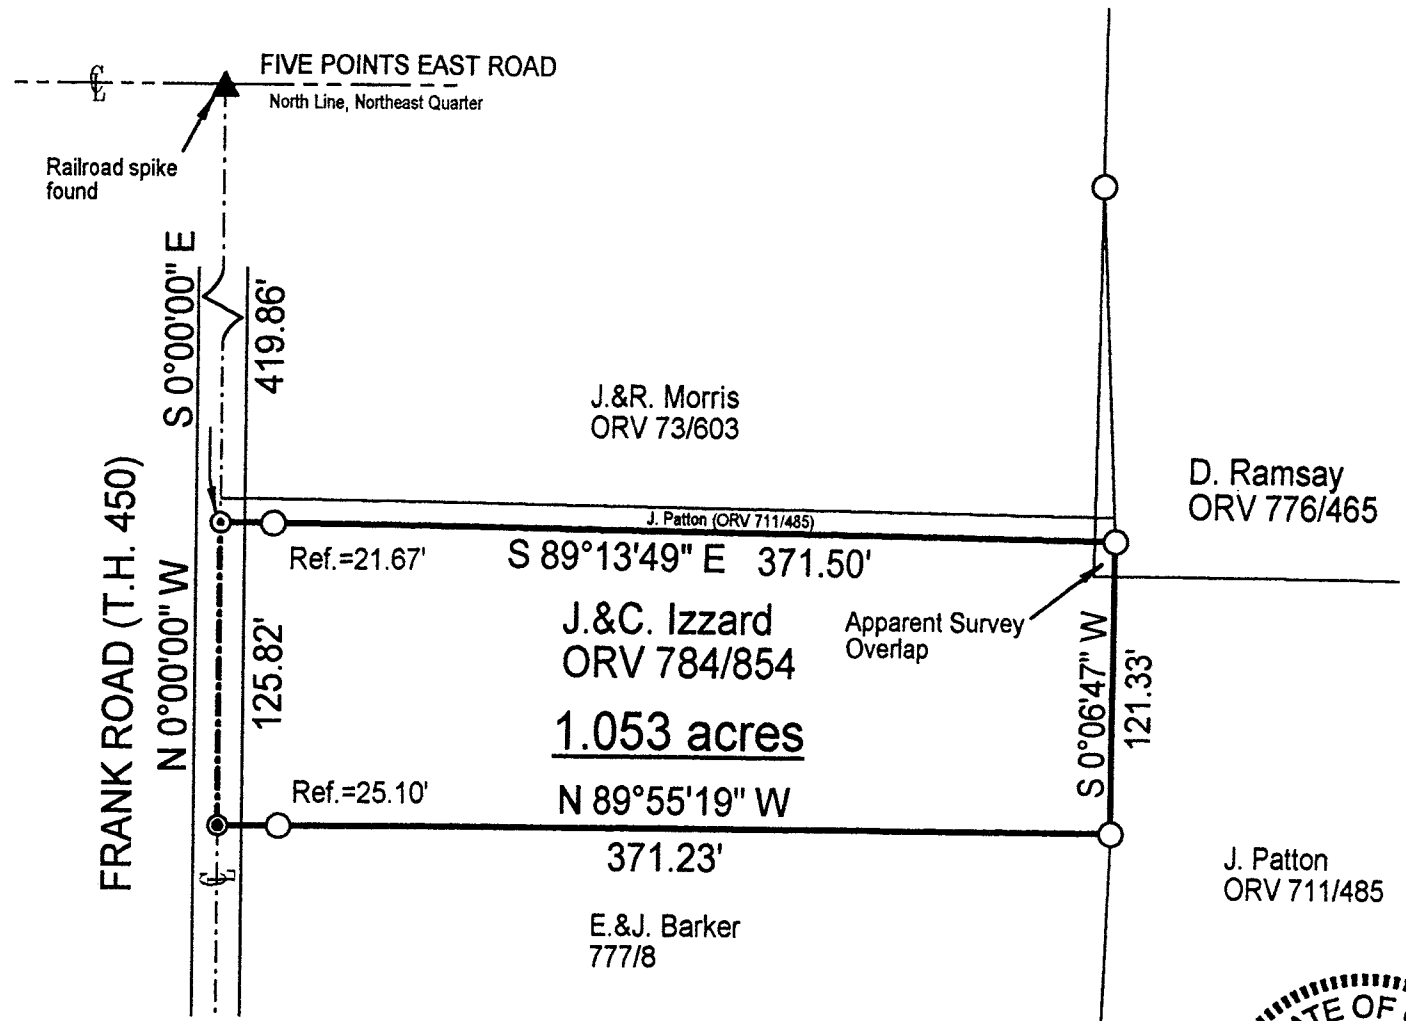 FIVE POINTS EAST ROAD
North Line, Northeast Quarter
Railroad spike
found
S 0°00'00" E
419.86'
J.&R. Morris
ORV 73/603
D. Ramsay
ORV 776/465
J. Patton (ORV 711/485)
Ref.=21.67'
S 89°13'49" E 371.50'
FRANK ROAD (T.H. 450)
N 0°00'00" W
125.82'
J.&C. Izzard
ORV 784/854
1.053 acres
Apparent Survey
Overlap
S 0°06'47" W
121.33'
Ref.=25.10'
N 89°55'19" W
371.23'
J. Patton
ORV 711/485
E.&J. Barker
777/8
OF